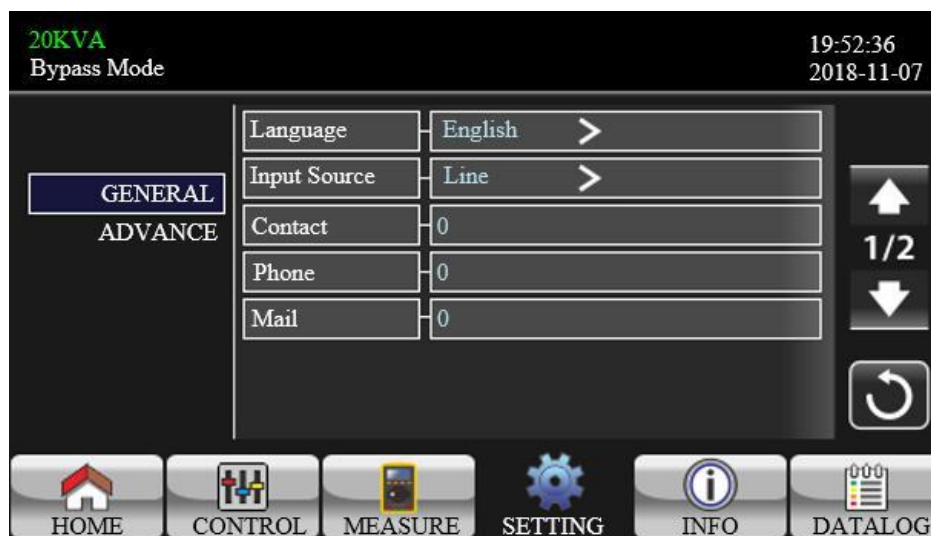 20KVA
Bypass Mode
19:52:36
2018-11-07
GENERAL
ADVANCE
Language English
Input Source Line
Contact 0
Phone 0
Mail 0
1/2
HOME CONTROL MEASURE SETTING INFO DATALOG